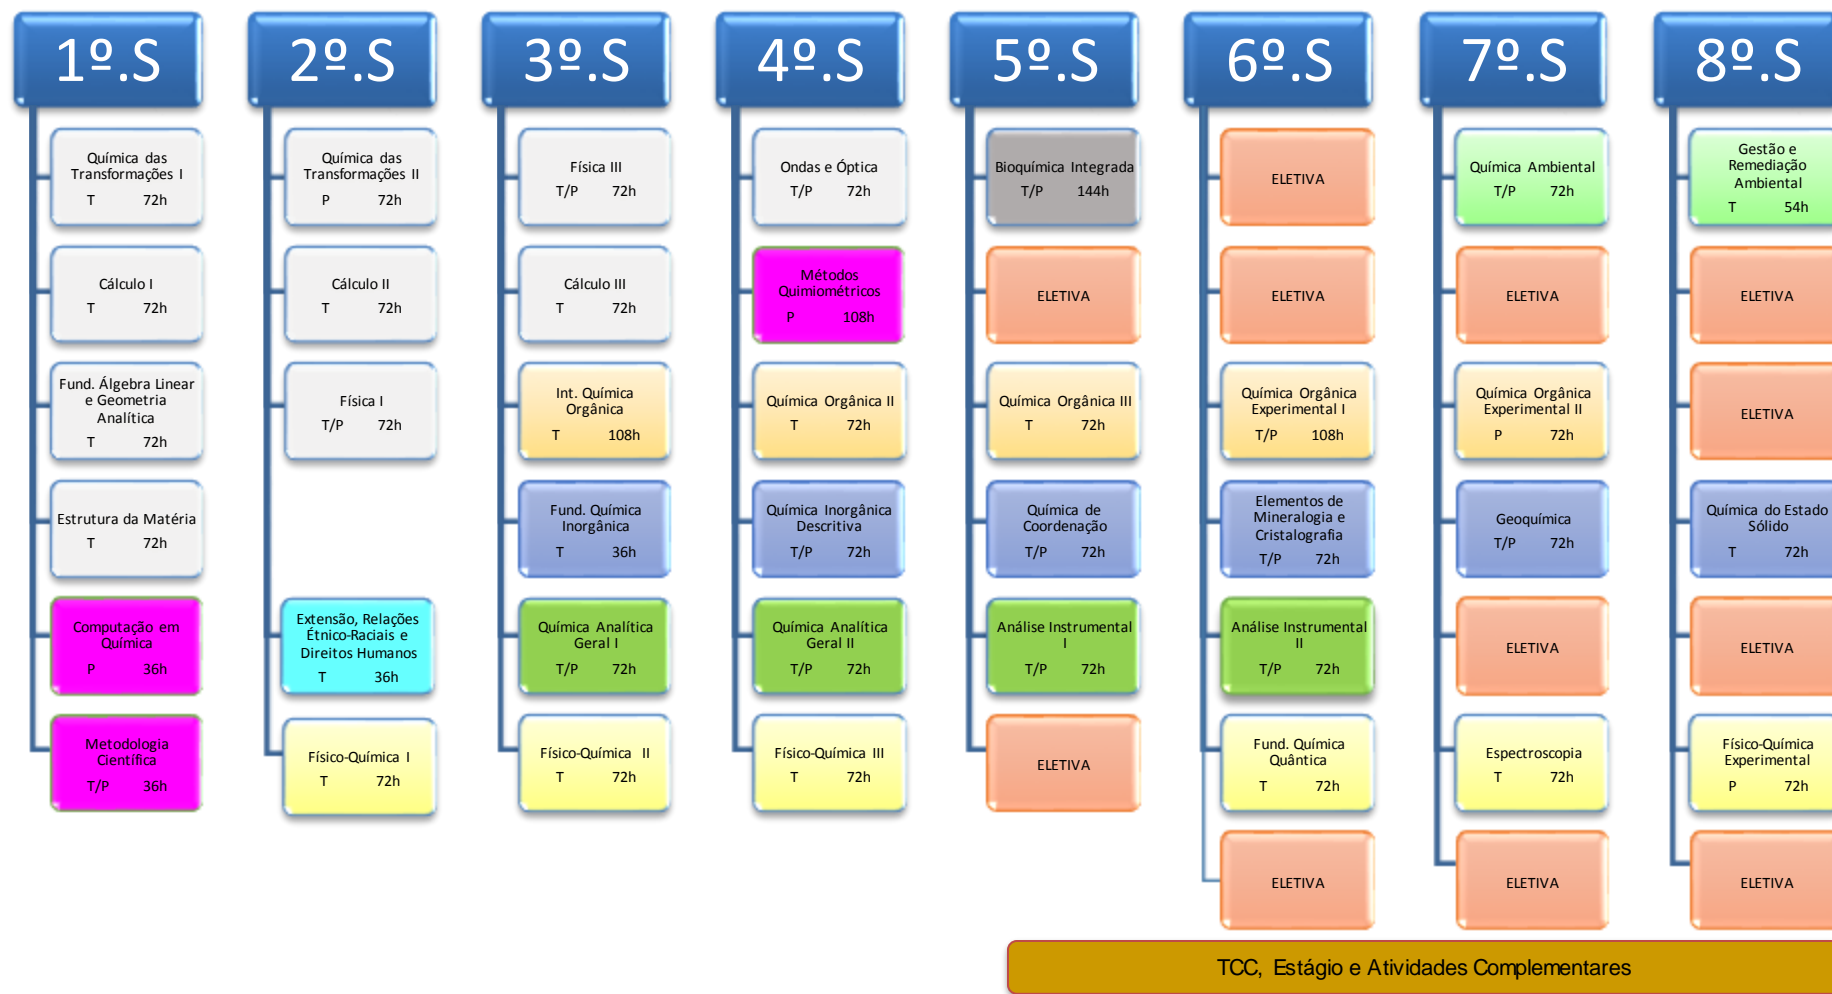 1º.S
Química das
Transformações I
T 72h
Cálculo I
T 72h
Fund. Álgebra Linear
e Geometria
Analítica
T 72h
Estrutura da Matéria
T 72h
Computação em
Química
P 36h
Metodologia
Científica
T/P 36h
2º.S
Química das
Transformações II
P 72h
Cálculo II
T 72h
Física I
T/P 72h
Extensão, Relações
Étnico-Raciais e
Direitos Humanos
T 36h
Físico-Química I
T 72h
3º.S
Física III
T/P 72h
Cálculo III
T 72h
Int. Química
Orgânica
T 108h
Fund. Química
Inorgânica
T 36h
Química Analítica
Geral I
T/P 72h
Físico-Química II
T 72h
4º.S
Ondas e Óptica
T/P 72h
Métodos
Quimiométricos
P 108h
Química Orgânica II
T 72h
Química Inorgânica
Descritiva
T/P 72h
Química Analítica
Geral II
T/P 72h
Físico-Química III
T 72h
5º.S
Bioquímica Integrada
T/P 144h
ELETIVA
Química Orgânica III
T 72h
Química de
Coordenação
T/P 72h
Análise Instrumental
I
T/P 72h
ELETIVA
6º.S
ELETIVA
ELETIVA
Química Orgânica
Experimental I
T/P 108h
Elementos de
Mineralogia e
Cristalografia
T/P 72h
Análise Instrumental
II
T/P 72h
Fund. Química
Quântica
T 72h
ELETIVA
7º.S
Química Ambiental
T/P 72h
ELETIVA
Química Orgânica
Experimental II
P 72h
Geoquímica
T/P 72h
ELETIVA
Espectroscopia
T 72h
ELETIVA
8º.S
Gestão e
Remediação
Ambiental
T 54h
ELETIVA
ELETIVA
Química do Estado
Sólido
T 72h
ELETIVA
Físico-Química
Experimental
P 72h
ELETIVA
TCC, Estágio e Atividades Complementares